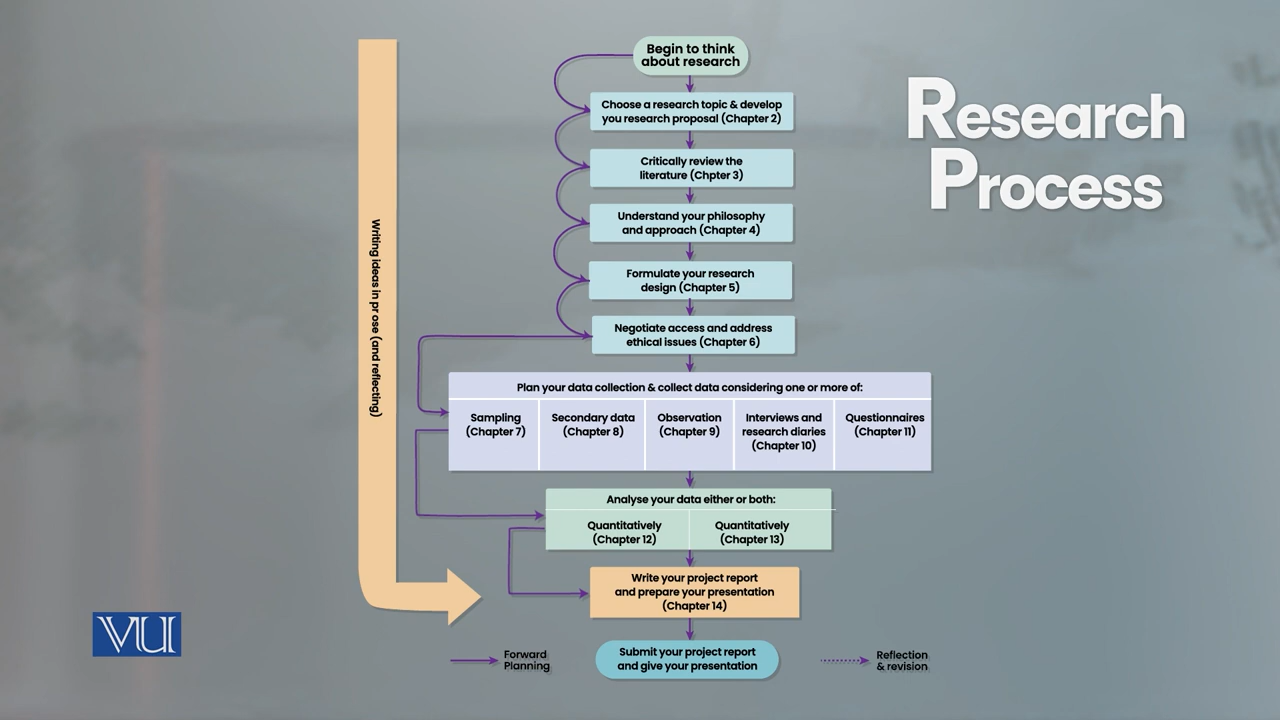 Research
Process
Begin to think
about research
Choose a research topic & develop
you research proposal (Chapter 2)
Critically review the
literature (Chpter 3)
Understand your philosophy
and approach (Chapter 4)
Formulate your research
design (Chapter 5)
Negotiate access and address
ethical issues (Chapter 6)
Plan your data collection & collect data considering one or more of:
Sampling
(Chapter 7)
Secondary data
(Chapter 8)
Observation
(Chapter 9)
Interviews and
research diaries
(Chapter 10)
Questionnaires
(Chapter 11)
Analyse your data either or both:
Quantitatively
(Chapter 12)
Quantitatively
(Chapter 13)
Write your project report
and prepare your presentation
(Chapter 14)
Submit your project report
and give your presentation
Writing ideas in pr ose (and reflecting)
Forward
Planning
Reflection
& revision
VU